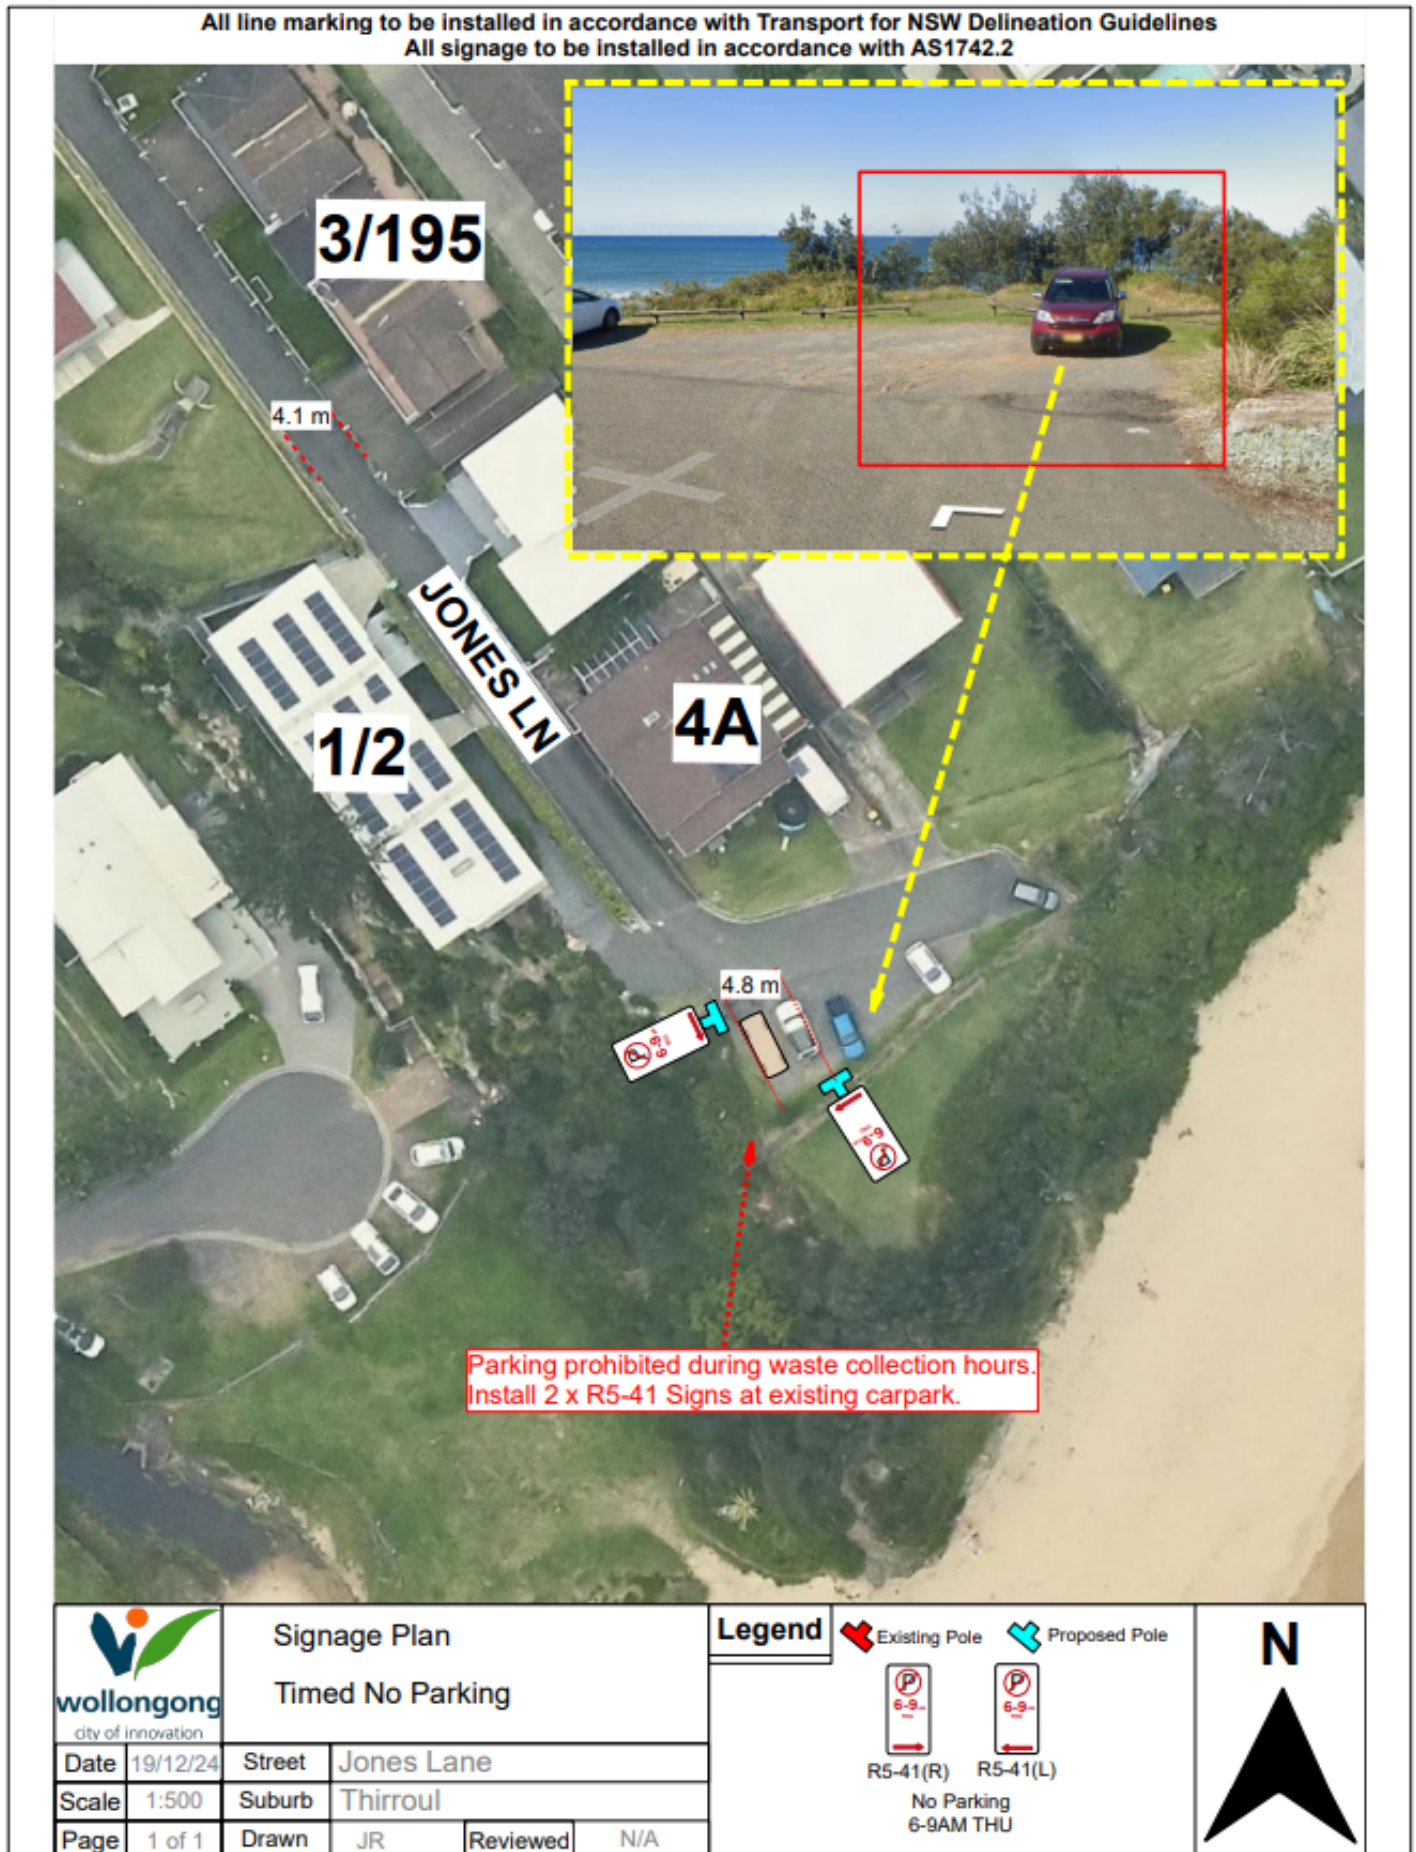 All line marking to be installed in accordance with Transport for NSW Delineation Guidelines
All signage to be installed in accordance with AS1742.2
3/195
4.1 m
JONES LN
4A
1/2
4.8 m
P
6-9
P
6-9
Parking prohibited during waste collection hours.
Install 2 x R5-41 Signs at existing carpark.
wollongong
city of innovation
Signage Plan
Timed No Parking
Date 19/12/24 Street Jones Lane
Scale 1:500 Suburb Thirroul
Page 1 of 1 Drawn JR Reviewed N/A
Legend
Existing Pole
Proposed Pole
P
6-9
R5-41(R)
P
6-9
R5-41(L)
No Parking
6-9AM THU
N